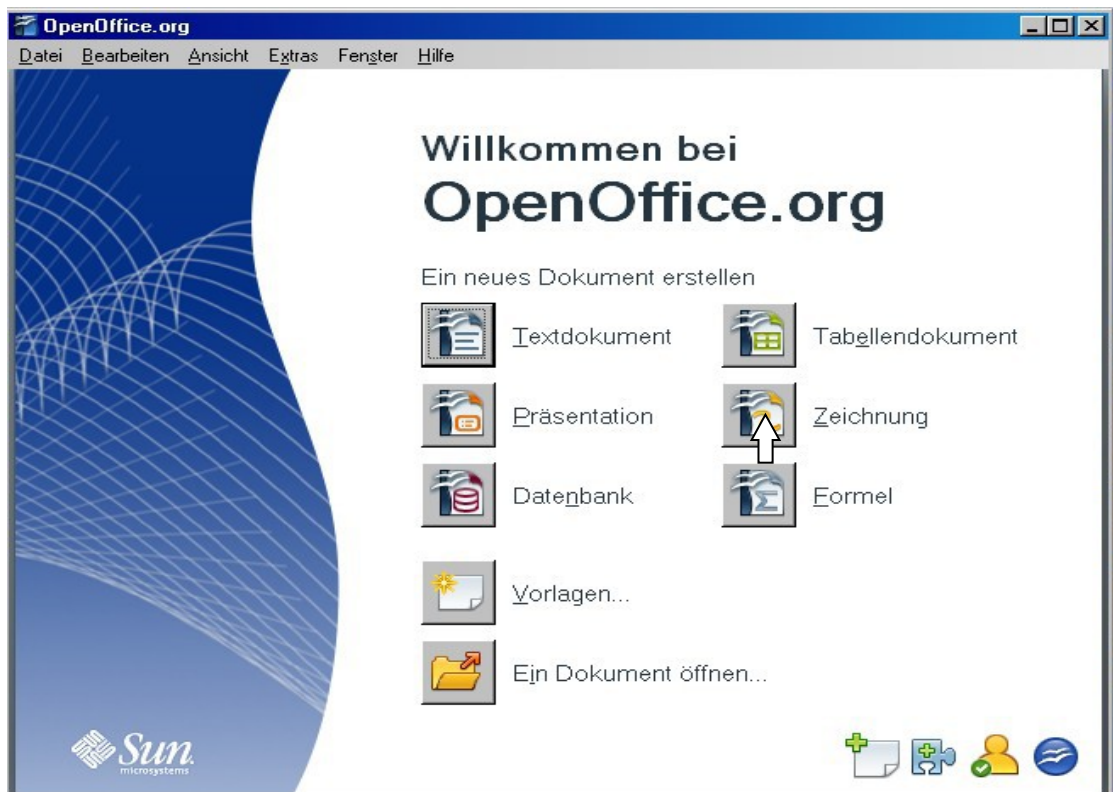 OpenOffice.org
Datei Bearbeiten Ansicht Extras Fenster Hilfe
Willkommen bei
OpenOffice.org
Ein neues Dokument erstellen
Textdokument Tabellendokument
Präsentation Zeichnung
Datenbank Formel
Vorlagen...
Ein Dokument öffnen...
Sun
microsystems